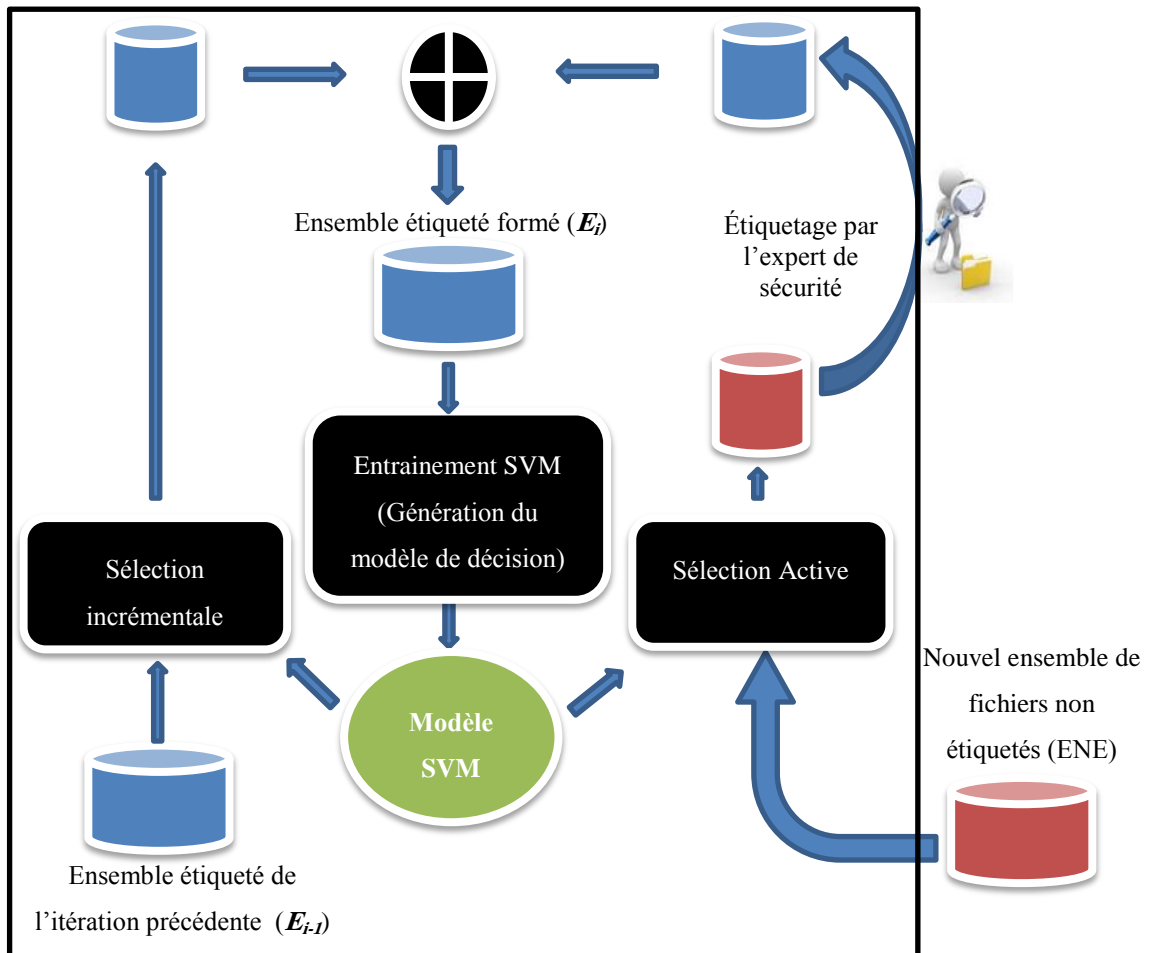 Ensemble étiqueté formé (Ei)
Étiquetage par
l’expert de
sécurité
Entrainement SVM
(Génération du
modèle de décision)
Sélection
incrémentale
Sélection Active
Nouvel ensemble de
fichiers non
étiquetés (ENE)
Modèle
SVM
Ensemble étiqueté de
l’itération précédente (Ei-1)